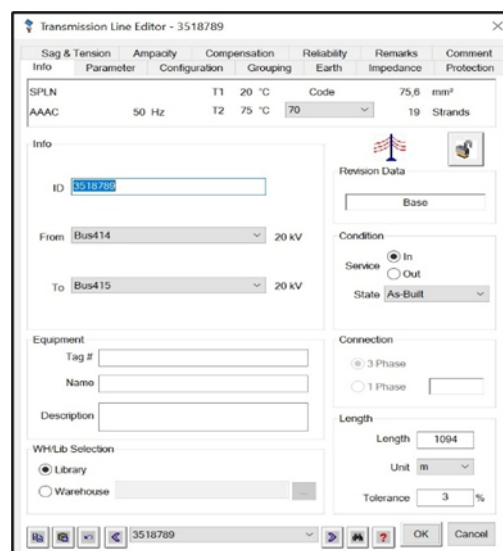 Transmission Line Editor - 3518789
Sag & Tension Ampacity Compensation Reliability Remarks Comment
Info Parameter Configuration Grouping Earth Impedance Protection
SPLN T1 20 °C Code 75,6 mm²
AAAC 50 Hz T2 75 °C 70 19 Strands
Info
ID 3518789
From Bus414 20 kV
To Bus415 20 kV
Revision Data
Base
Condition
Service In
Out
State As-Built
Equipment
Tag #
Name
Description
Connection
3 Phase
1 Phase
WH/Lib Selection
Library
Warehouse ...
Length
Length 1094
Unit m
Tolerance 3 %
3518789 ? OK Cancel